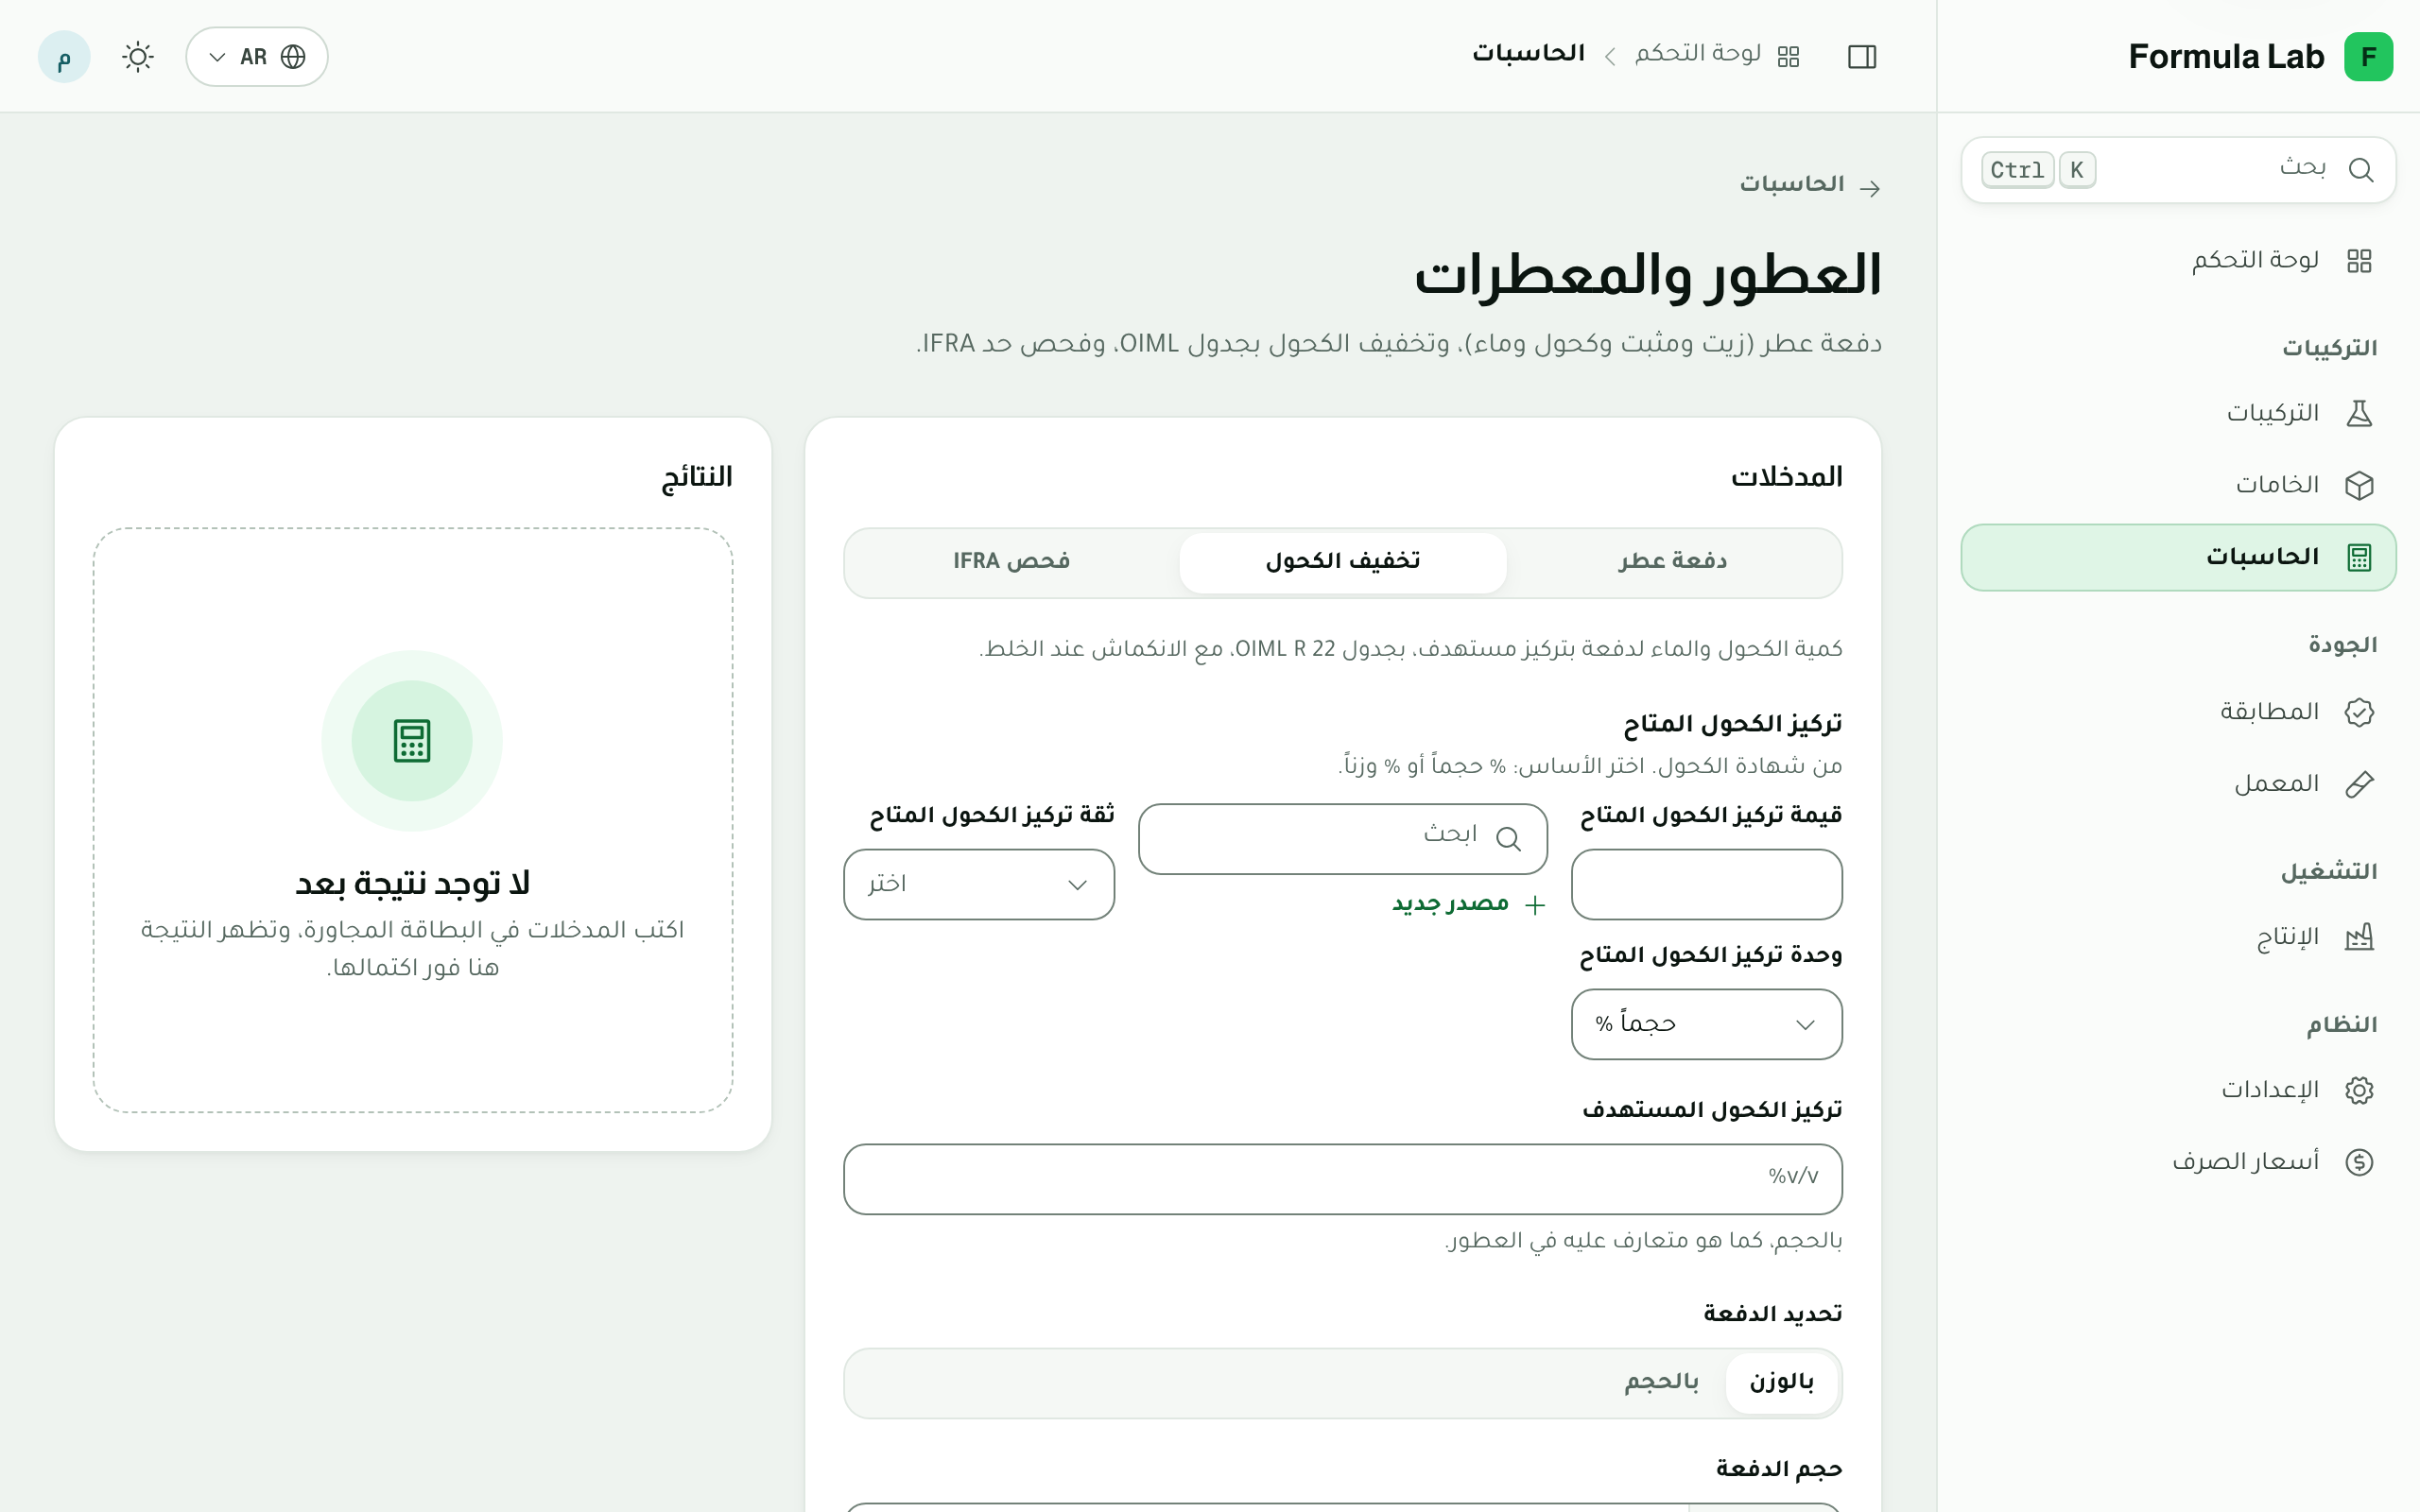 Formula Lab
F
بحث
Ctrl K
لوحة التحكم
التركيبات
التركيبات
الخامات
الحاسبات
الجودة
المطابقة
المعمل
التشغيل
الإنتاج
النظام
الإعدادات
أسعار الصرف
لوحة التحكم
الحاسبات
AR
م
الحاسبات
العطور والمعطرات
دفعة عطر (زيت ومثبت وكحول وماء)، وتخفيف الكحول بجدول OIML، وفحص حد IFRA.
المدخلات
دفعة عطر
تخفيف الكحول
فحص IFRA
كمية الكحول والماء لدفعة بتركيز مستهدف، بجدول OIML R 22، مع الانكماش عند الخلط.
تركيز الكحول المتاح
من شهادة الكحول. اختر الأساس: % حجماً أو % وزناً.
قيمة تركيز الكحول المتاح
ابحث
مصدر جديد
ثقة تركيز الكحول المتاح
اختر
وحدة تركيز الكحول المتاح
% حجماً
تركيز الكحول المستهدف
%v/v
بالحجم، كما هو متعارف عليه في العطور.
تحديد الدفعة
بالوزن
بالحجم
حجم الدفعة
النتائج
لا توجد نتيجة بعد
اكتب المدخلات في البطاقة المجاورة، وتظهر النتيجة
هنا فور اكتمالها.